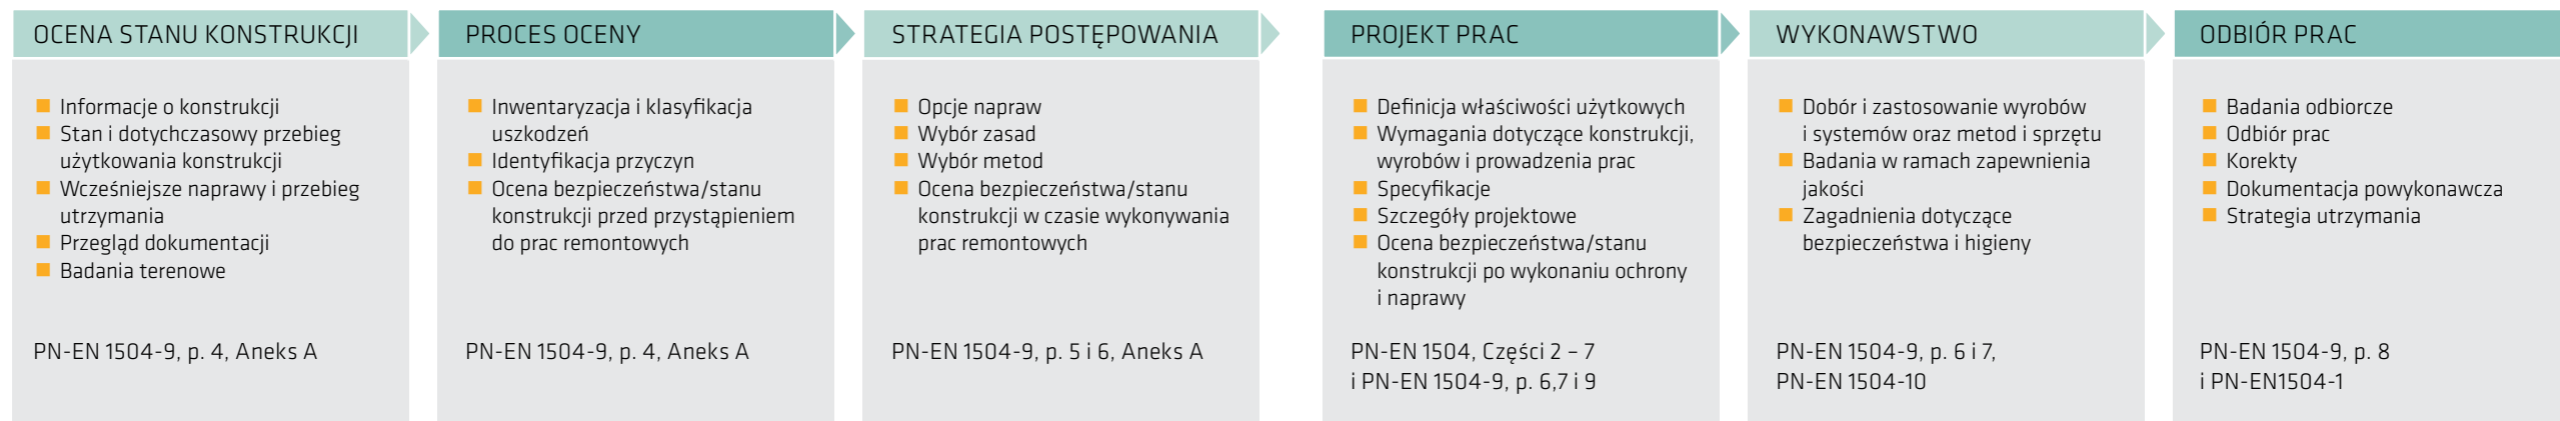 OCENA STANU KONSTRUKCJI
Informacje o konstrukcji
Stan i dotychczasowy przebieg
użytkowania konstrukcji
Wcześniejsze naprawy i przebieg
utrzymania
Przegląd dokumentacji
Badania terenowe
PN-EN 1504-9, p. 4, Aneks A
PROCES OCENY
Inwentaryzacja i klasyfikacja
uszkodzeń
Identyfikacja przyczyn
Ocena bezpieczeństwa/stanu
konstrukcji przed przystąpieniem
do prac remontowych
PN-EN 1504-9, p. 4, Aneks A
STRATEGIA POSTĘPOWANIA
Opcje napraw
Wybór zasad
Wybór metod
Ocena bezpieczeństwa/stanu
konstrukcji w czasie wykonywania
prac remontowych
PN-EN 1504-9, p. 5 i 6, Aneks A
PROJEKT PRAC
Definicja właściwości użytkowych
Wymagania dotyczące konstrukcji,
wyrobów i prowadzenia prac
Specyfikacje
Szczegóły projektowe
Ocena bezpieczeństwa/stanu
konstrukcji po wykonaniu ochrony
i naprawy
PN-EN 1504, Części 2 – 7
i PN-EN 1504-9, p. 6,7 i 9
WYKONAWSTWO
Dobór i zastosowanie wyrobów
i systemów oraz metod i sprzętu
Badania w ramach zapewnienia
jakości
Zagadnienia dotyczące
bezpieczeństwa i higieny
PN-EN 1504-9, p. 6 i 7,
PN-EN 1504-10
ODBIÓR PRAC
Badania odbiorcze
Odbiór prac
Korekty
Dokumentacja powykonawcza
Strategia utrzymania
PN-EN 1504-9, p. 8
i PN-EN1504-1